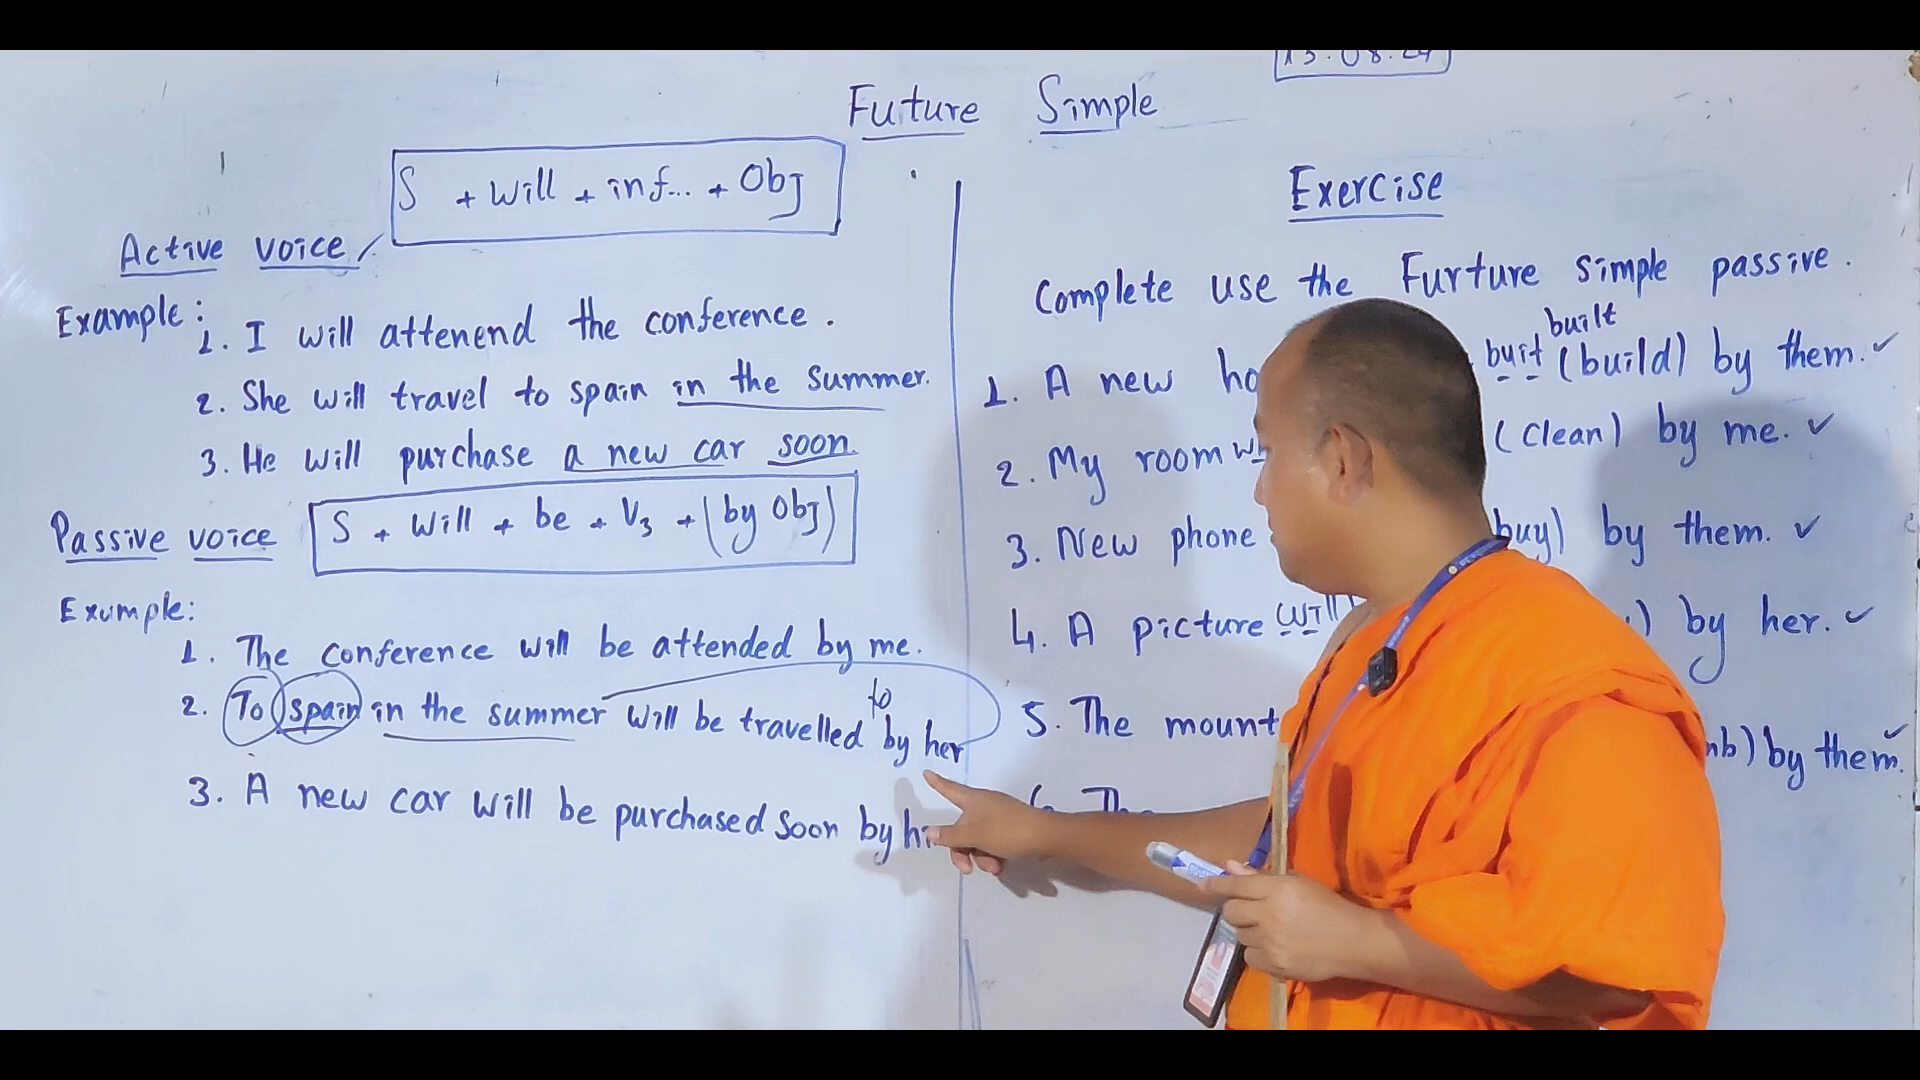 Fuiture Simple
S + Will + inf... + Obj
Active voice
Example:
1. I will attenend the conference.
2. She will travel to spain in the summer.
3. He will purchase a new car soon.
Passive voice
S + Will + be + V3 + (by Obj)
Exumple:
1. The conference will be attended by me.
2. To spain in the summer will be travelled to by her
3. A new car will be purchased soon by
Exercise
Complete use the Furture simple passive.
built
1. A new buit (build) by them. ✓
2. My room (clean) by me. ✓
3. New phone buy) by them. ✓
4. A picture will ) by her. ✓
5. The by them. ✓